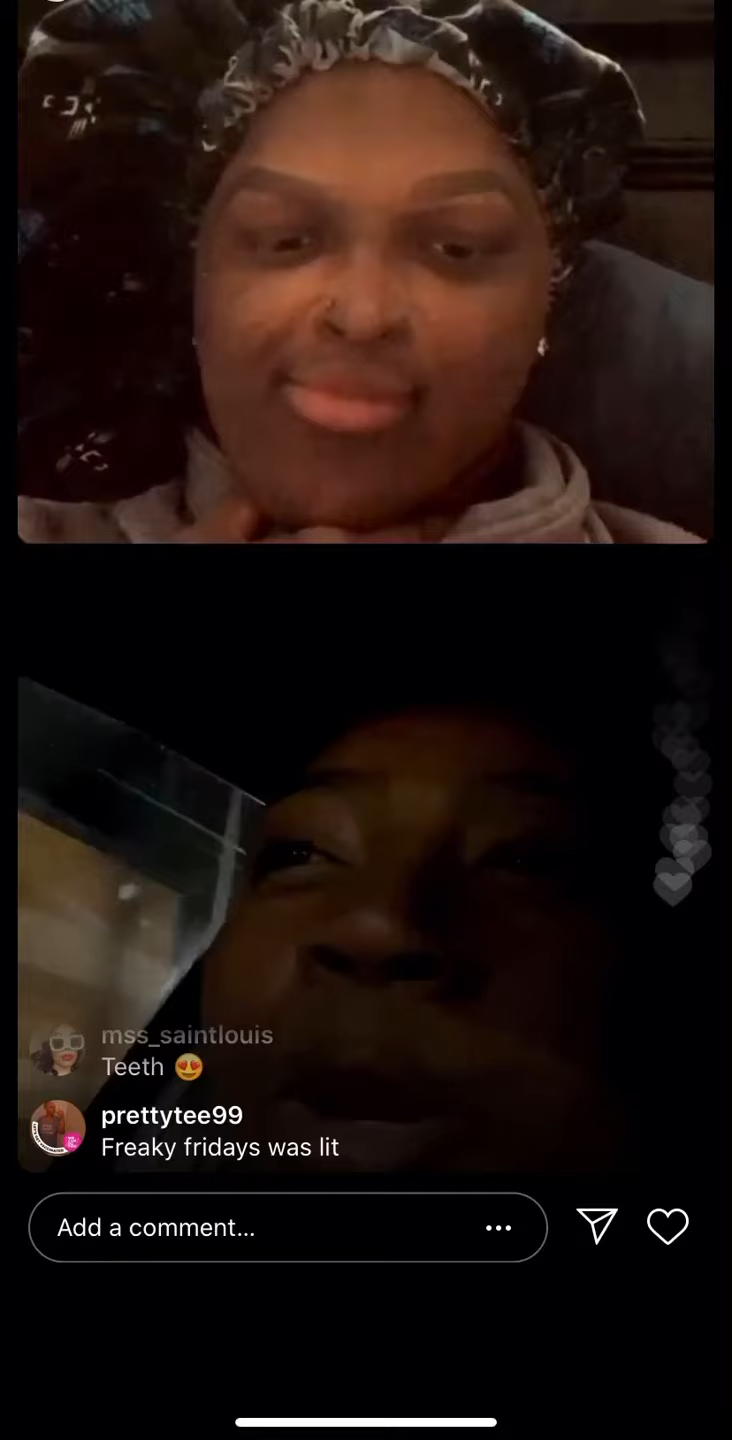 mss_saintlouis
Teeth 😍
prettytee99
Freaky fridays was lit
Add a comment...